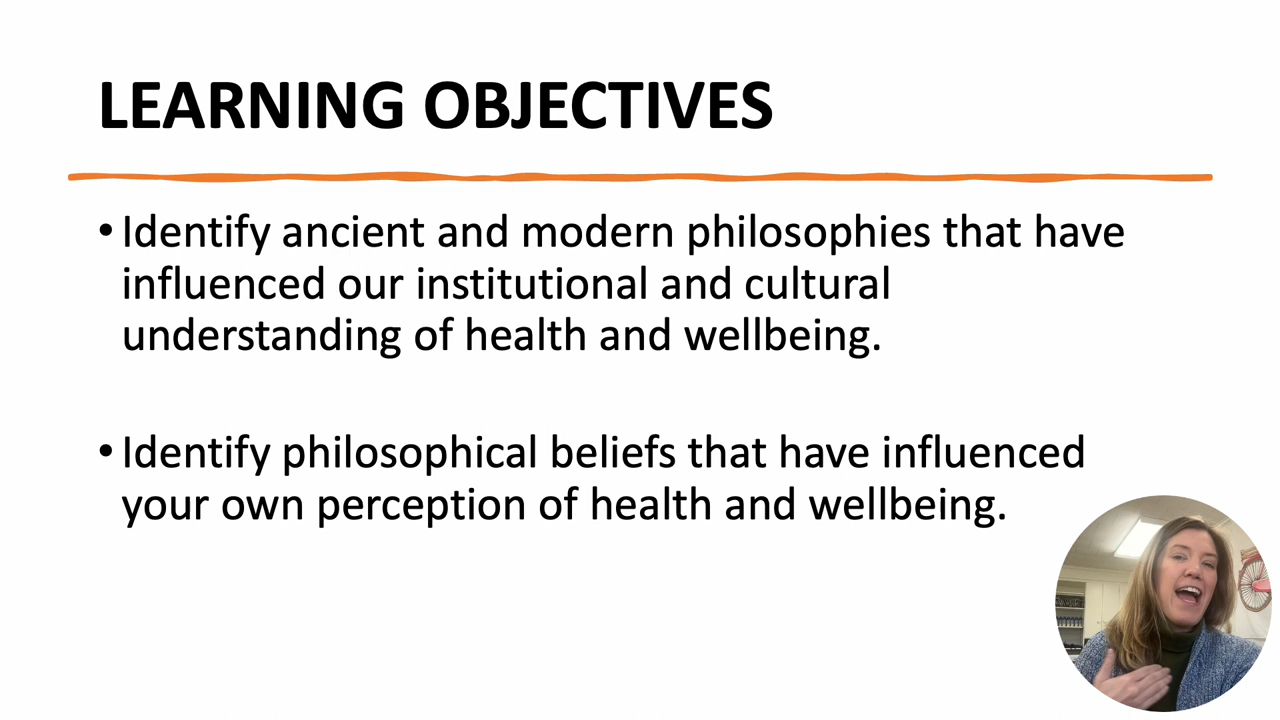 LEARNING OBJECTIVES
• Identify ancient and modern philosophies that have
influenced our institutional and cultural
understanding of health and wellbeing.
• Identify philosophical beliefs that have influenced
your own perception of health and wellbeing.